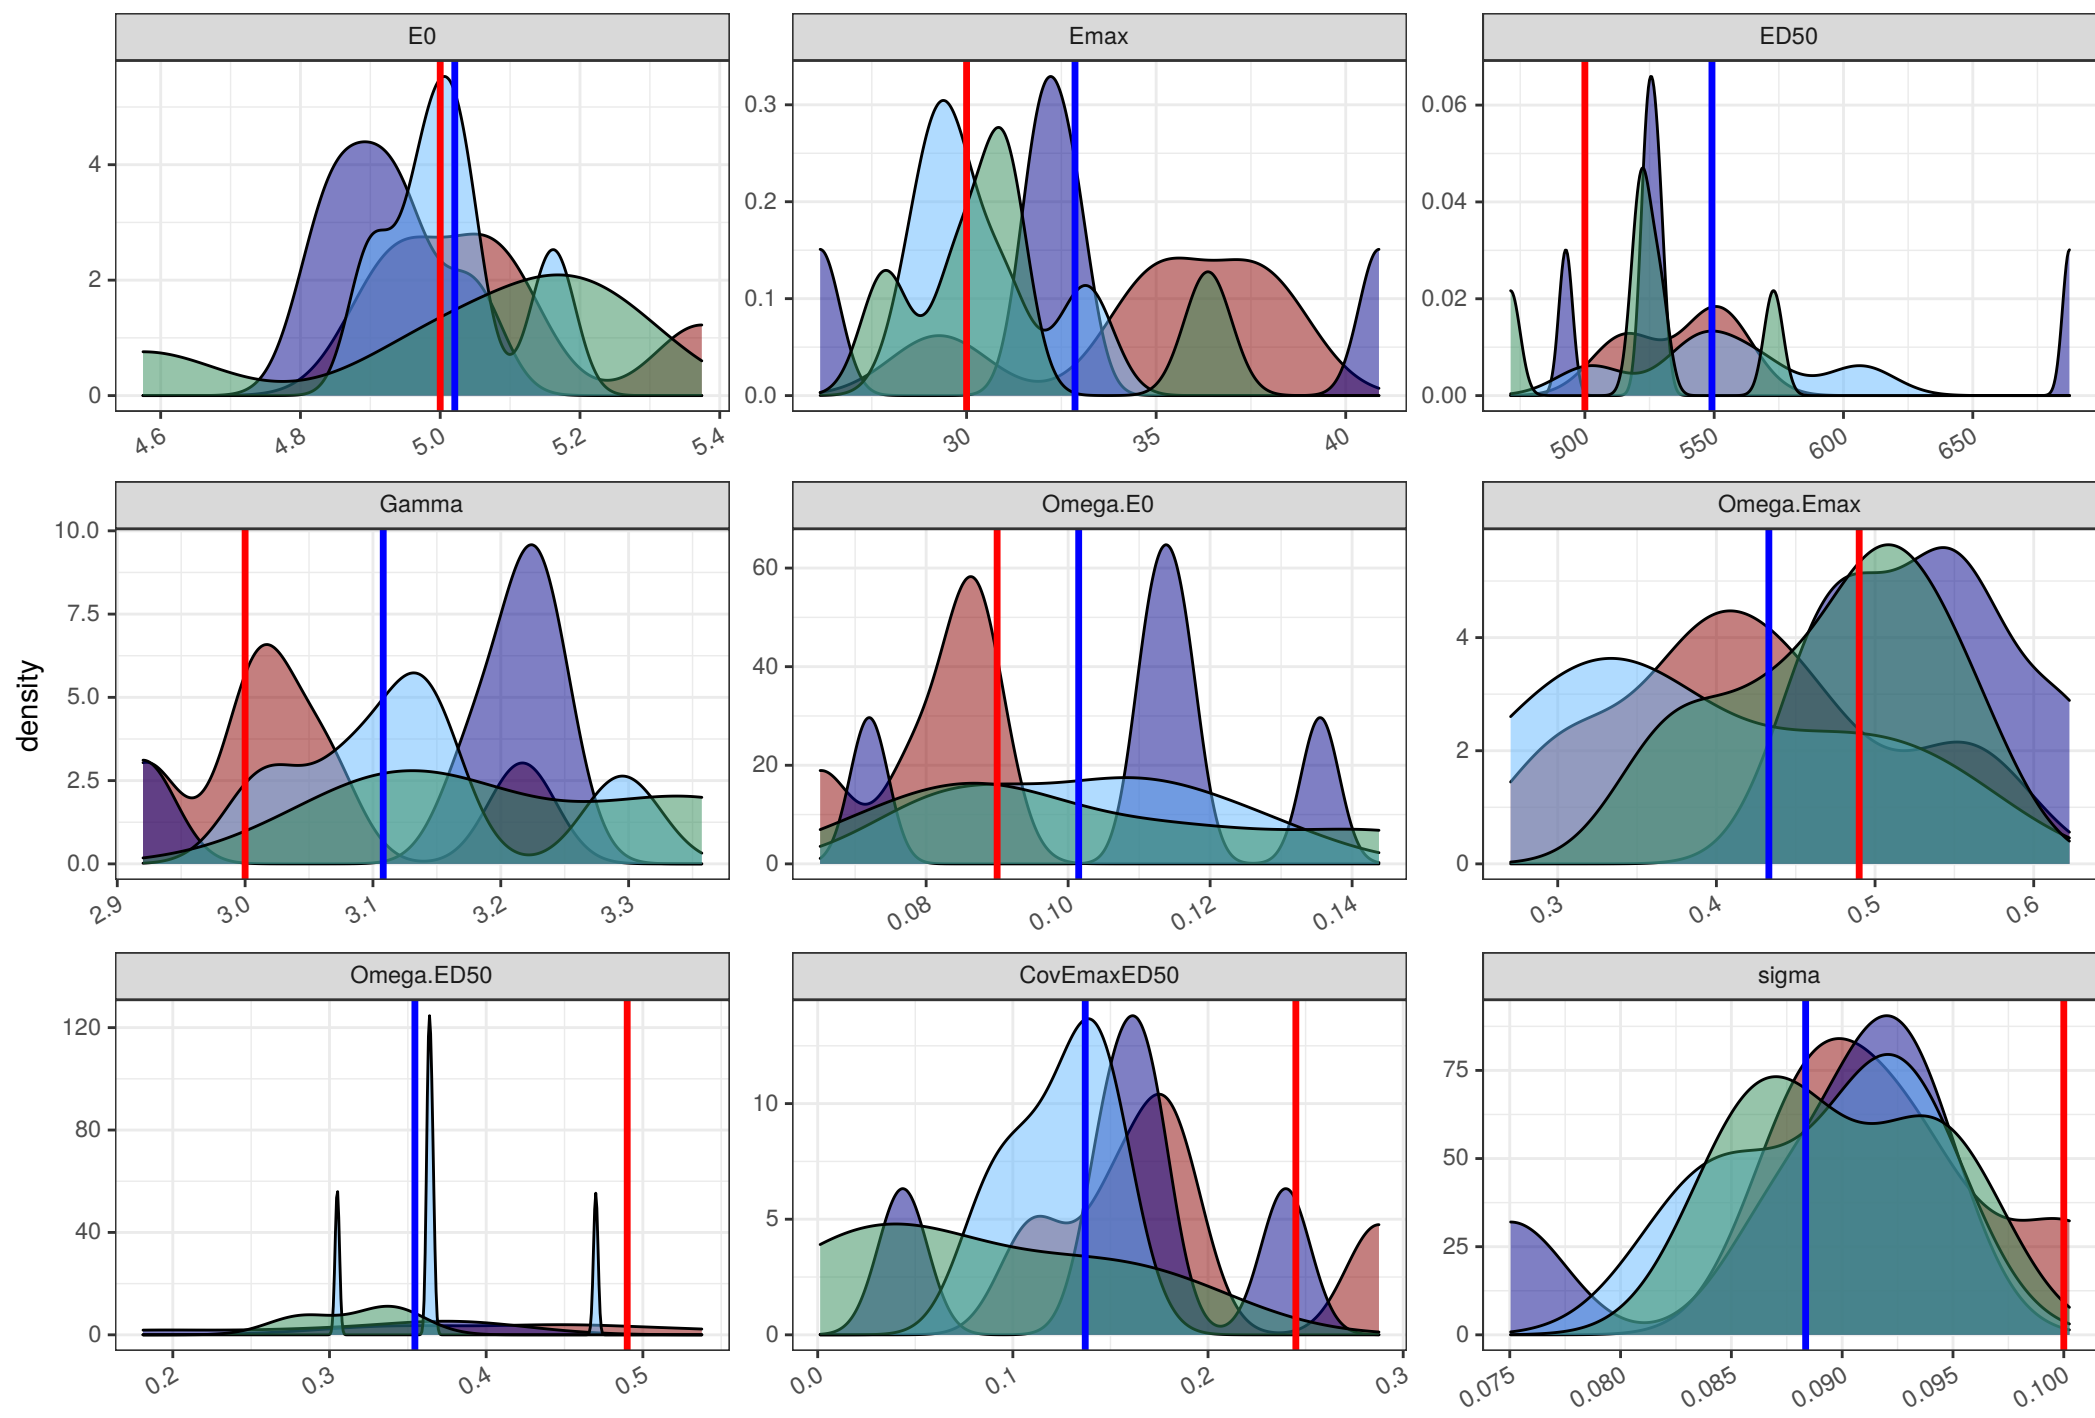 E0 Emax ED50
4 2 0
0.3 0.2 0.1 0.0
0.06 0.04 0.02 0.00
4.6 4.8 5.0 5.2 5.4
30 35 40
500 550 600 650
density
Gamma Omega.E0 Omega.Emax
10.0 7.5 5.0 2.5 0.0
60 40 20 0
4 2 0
2.9 3.0 3.1 3.2 3.3
0.08 0.10 0.12 0.14
0.3 0.4 0.5 0.6
Omega.ED50 CovEmaxED50 sigma
120 80 40 0
10 5 0
75 50 25 0
0.2 0.3 0.4 0.5
0.0 0.1 0.2 0.3
0.075 0.080 0.085 0.090 0.095 0.100